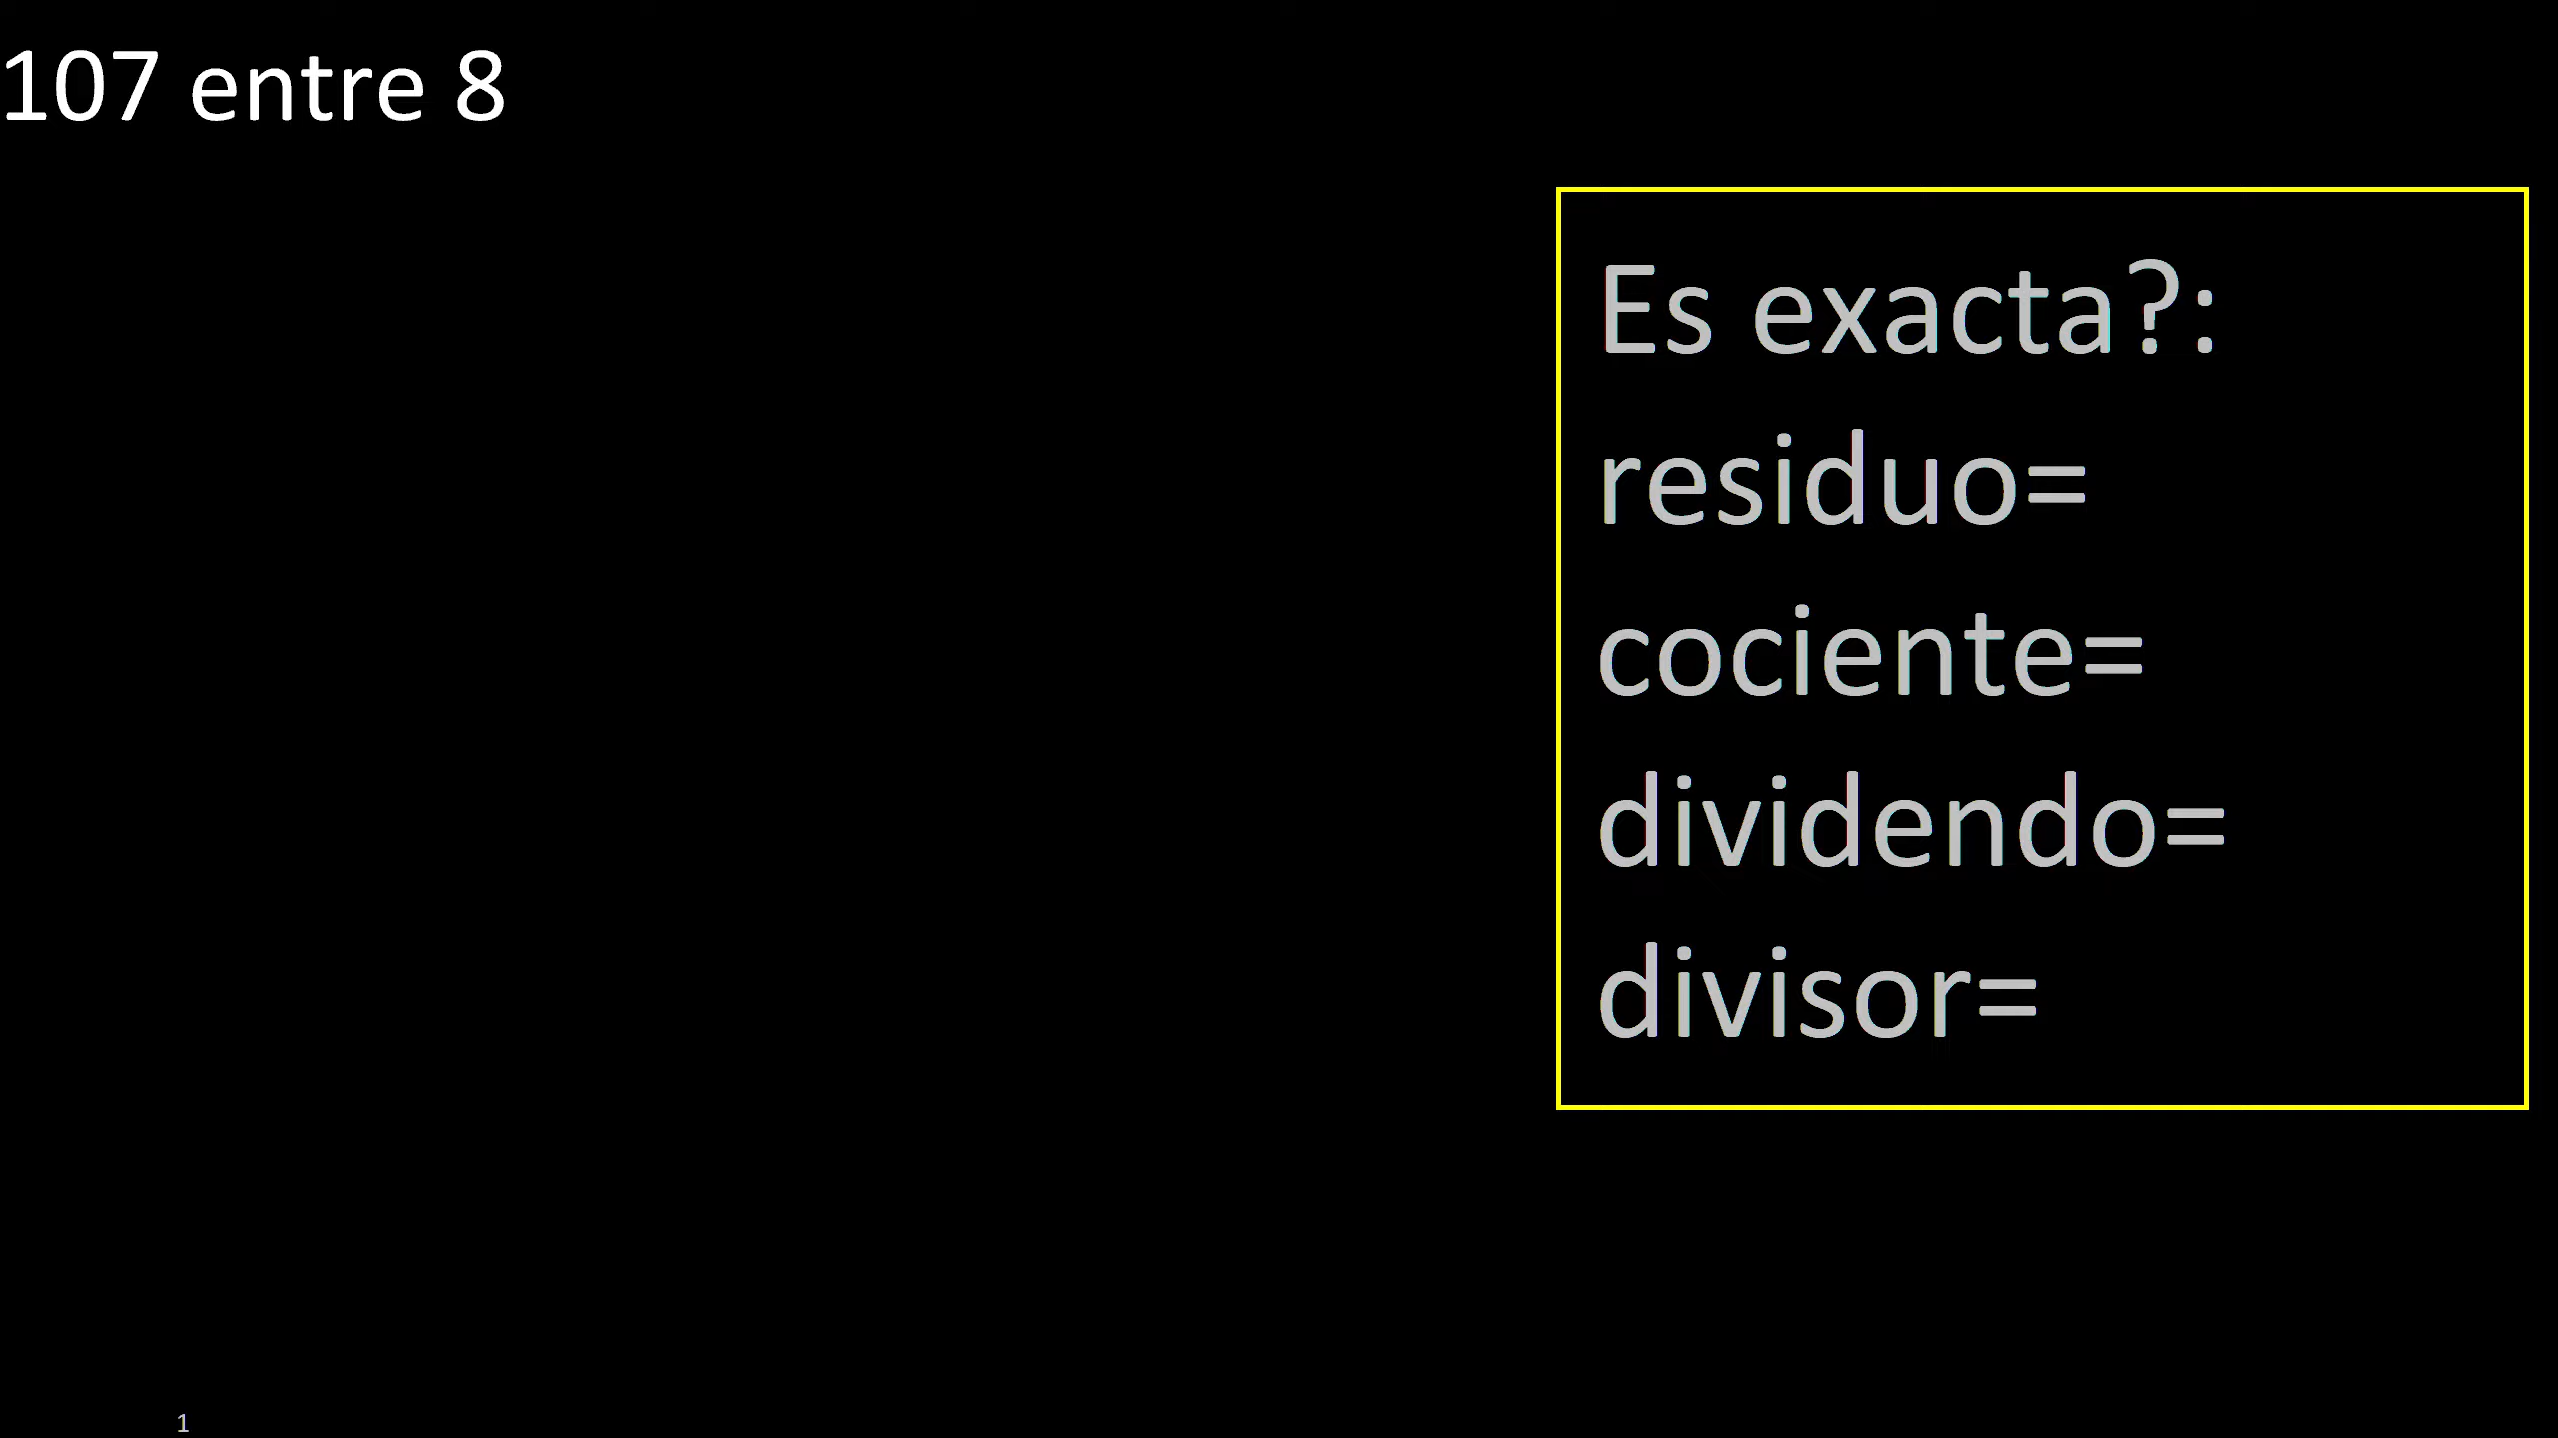 107 entre 8
Es exacta?:
residuo=
cociente=
dividendo=
divisor=
1